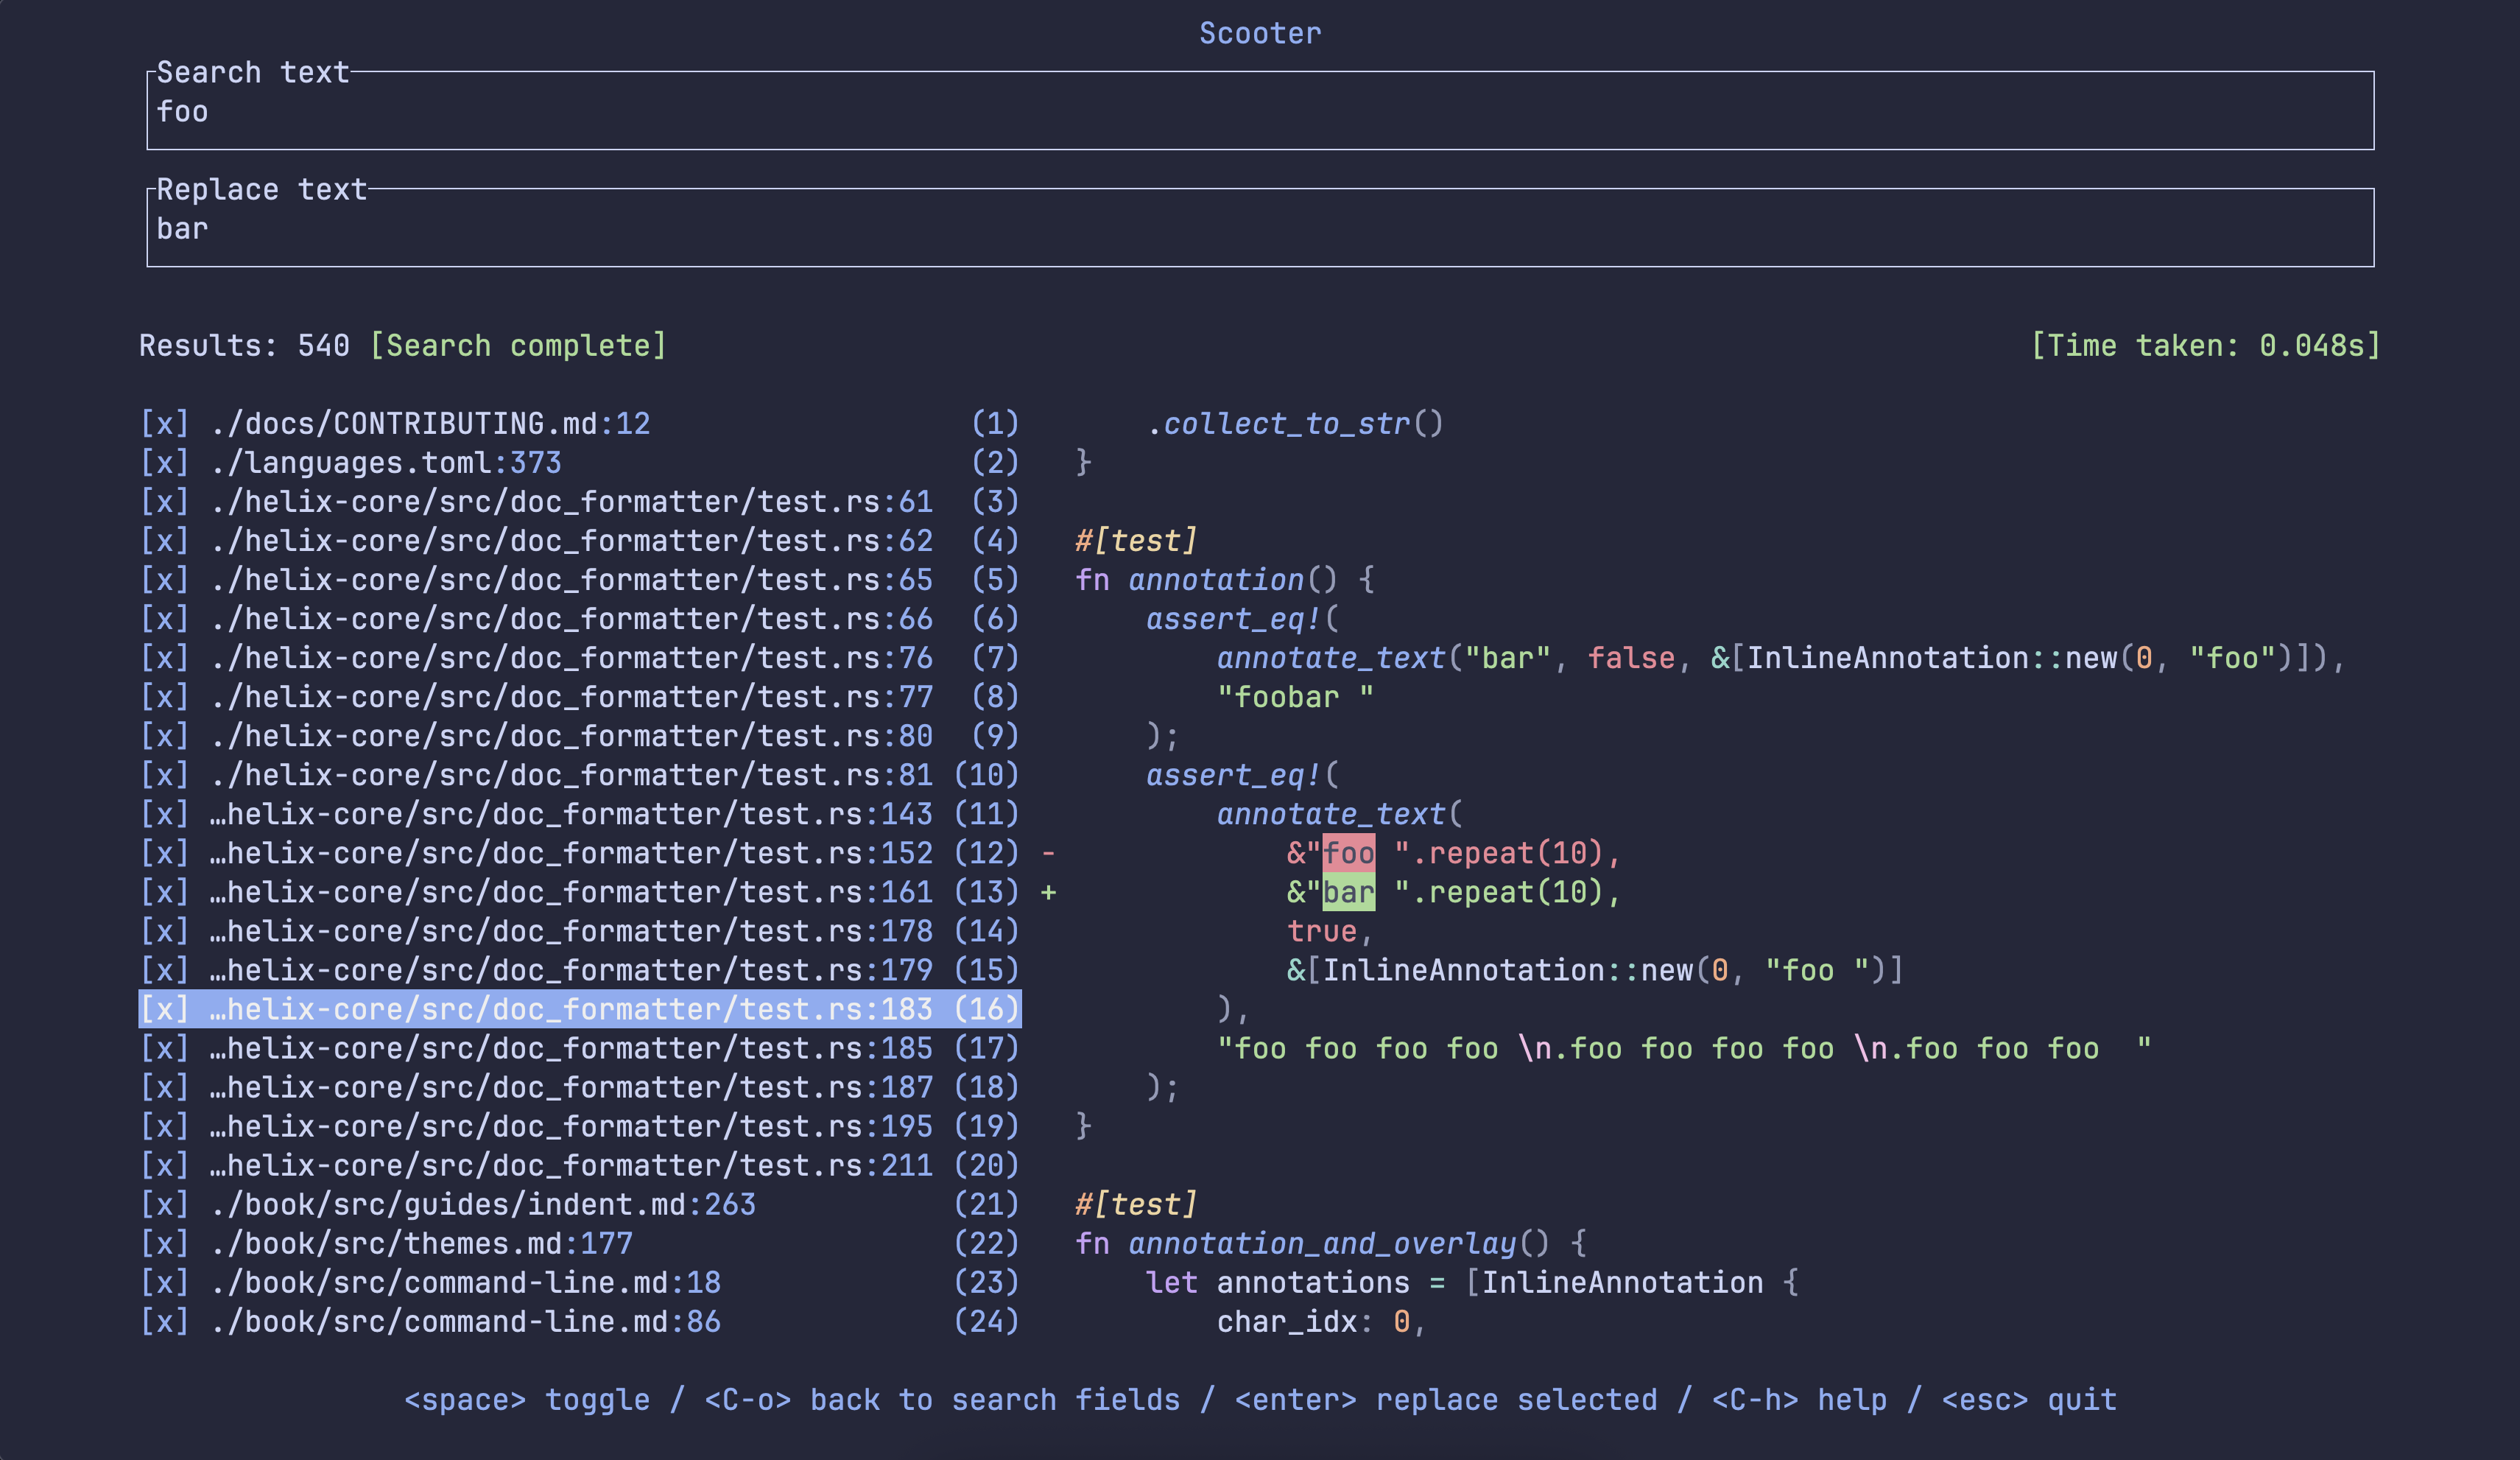 Scooter
Search text
foo
Replace text
bar
Results: 540 [Search complete]
[Time taken: 0.048s]
[x] ./docs/CONTRIBUTING.md:12 (1)
[x] ./languages.toml:373 (2)
[x] ./helix-core/src/doc_formatter/test.rs:61 (3)
[x] ./helix-core/src/doc_formatter/test.rs:62 (4)
[x] ./helix-core/src/doc_formatter/test.rs:65 (5)
[x] ./helix-core/src/doc_formatter/test.rs:66 (6)
[x] ./helix-core/src/doc_formatter/test.rs:76 (7)
[x] ./helix-core/src/doc_formatter/test.rs:77 (8)
[x] ./helix-core/src/doc_formatter/test.rs:80 (9)
[x] ./helix-core/src/doc_formatter/test.rs:81 (10)
[x] …helix-core/src/doc_formatter/test.rs:143 (11)
[x] …helix-core/src/doc_formatter/test.rs:152 (12)
[x] …helix-core/src/doc_formatter/test.rs:161 (13)
[x] …helix-core/src/doc_formatter/test.rs:178 (14)
[x] …helix-core/src/doc_formatter/test.rs:179 (15)
[x] …helix-core/src/doc_formatter/test.rs:183 (16)
[x] …helix-core/src/doc_formatter/test.rs:185 (17)
[x] …helix-core/src/doc_formatter/test.rs:187 (18)
[x] …helix-core/src/doc_formatter/test.rs:195 (19)
[x] …helix-core/src/doc_formatter/test.rs:211 (20)
[x] ./book/src/guides/indent.md:263 (21)
[x] ./book/src/themes.md:177 (22)
[x] ./book/src/command-line.md:18 (23)
[x] ./book/src/command-line.md:86 (24)
    .collect_to_str()
}
#[test]
fn annotation() {
    assert_eq!(
        annotate_text("bar", false, &[InlineAnnotation::new(0, "foo")]),
        "foobar "
    );
    assert_eq!(
        annotate_text(
-            &"foo ".repeat(10),
+            &"bar ".repeat(10),
            true,
            &[InlineAnnotation::new(0, "foo ")]
        ),
        "foo foo foo foo \n.foo foo foo foo \n.foo foo foo  "
    );
}
#[test]
fn annotation_and_overlay() {
    let annotations = [InlineAnnotation {
        char_idx: 0,
<space> toggle / <C-o> back to search fields / <enter> replace selected / <C-h> help / <esc> quit